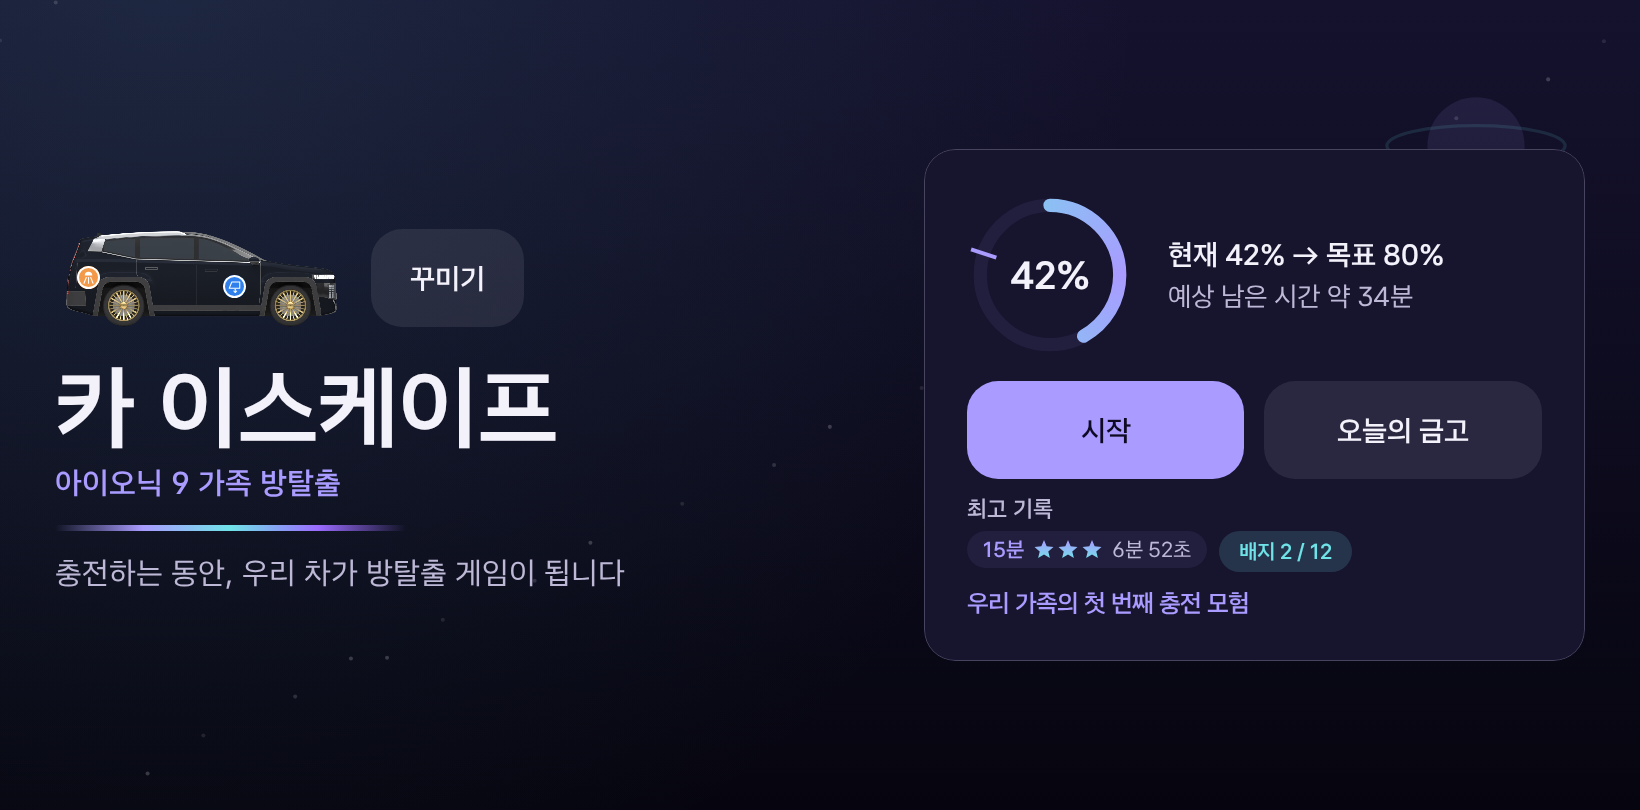 꾸미기
카 이스케이프
아이오닉 9 가족 방탈출
충전하는 동안, 우리 차가 방탈출 게임이 됩니다
42%
현재 42% → 목표 80%
예상 남은 시간 약 34분
시작
오늘의 금고
최고 기록
15분 ★★★ 6분 52초
배지 2 / 12
우리 가족의 첫 번째 충전 모험